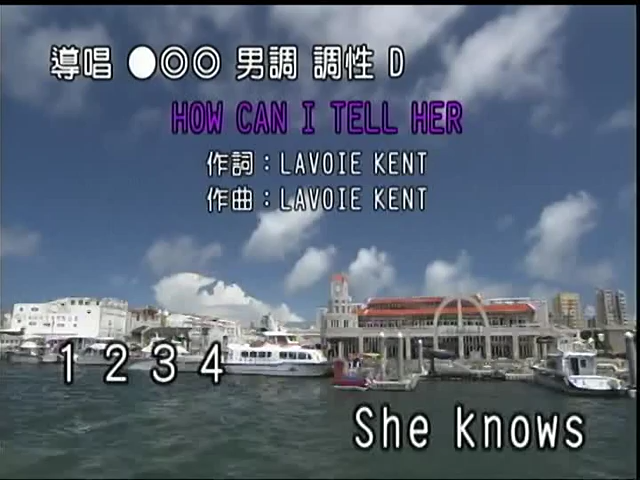 導唱 ●◎◎ 男調 調性 D
HOW CAN I TELL HER
作詞：LAVOIE KENT
作曲：LAVOIE KENT
1 2 3 4
She knows